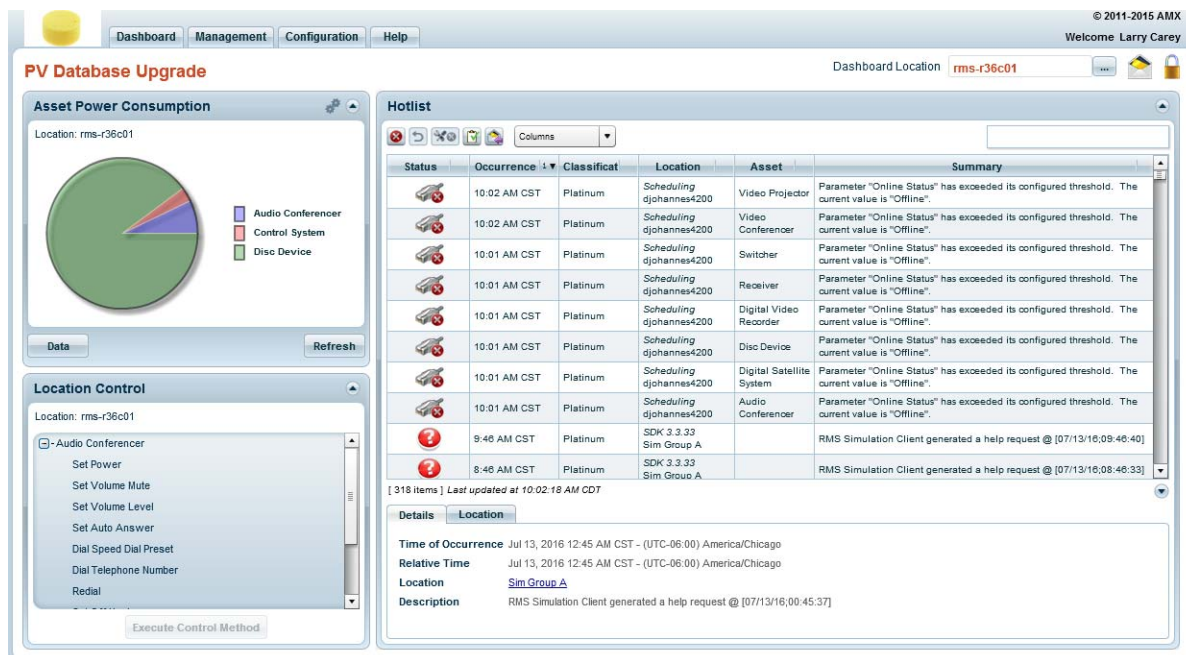 © 2011-2015 AMX
Dashboard Management Configuration Help
Welcome Larry Carey
PV Database Upgrade
Dashboard Location rms-r36c01 ...
Asset Power Consumption
Location: rms-r36c01
Audio Conferencer
Control System
Disc Device
Data Refresh
Location Control
Location: rms-r36c01
Audio Conferencer
Set Power
Set Volume Mute
Set Volume Level
Set Auto Answer
Dial Speed Dial Preset
Dial Telephone Number
Redial
Execute Control Method
Hotlist
Columns
Status Occurrence 1 Classificat Location Asset Summary
10:02 AM CST Platinum Scheduling djohannes4200 Video Projector Parameter "Online Status" has exceeded its configured threshold. The
current value is "Offline".
10:02 AM CST Platinum Scheduling djohannes4200 Video Conferencer Parameter "Online Status" has exceeded its configured threshold. The
current value is "Offline".
10:01 AM CST Platinum Scheduling djohannes4200 Switcher Parameter "Online Status" has exceeded its configured threshold. The
current value is "Offline".
10:01 AM CST Platinum Scheduling djohannes4200 Receiver Parameter "Online Status" has exceeded its configured threshold. The
current value is "Offline".
10:01 AM CST Platinum Scheduling djohannes4200 Digital Video Recorder Parameter "Online Status" has exceeded its configured threshold. The
current value is "Offline".
10:01 AM CST Platinum Scheduling djohannes4200 Disc Device Parameter "Online Status" has exceeded its configured threshold. The
current value is "Offline".
10:01 AM CST Platinum Scheduling djohannes4200 Digital Satellite System Parameter "Online Status" has exceeded its configured threshold. The
current value is "Offline".
10:01 AM CST Platinum Scheduling djohannes4200 Audio Conferencer Parameter "Online Status" has exceeded its configured threshold. The
current value is "Offline".
9:46 AM CST Platinum SDK 3.3.33 Sim Group A RMS Simulation Client generated a help request @ [07/13/16;09:46:40]
8:46 AM CST Platinum SDK 3.3.33 Sim Group A RMS Simulation Client generated a help request @ [07/13/16;08:46:33]
[ 318 items ] Last updated at 10:02:18 AM CDT
Details Location
Time of Occurrence Jul 13, 2016 12:45 AM CST - (UTC-06:00) America/Chicago
Relative Time Jul 13, 2016 12:45 AM CST - (UTC-06:00) America/Chicago
Location Sim Group A
Description RMS Simulation Client generated a help request @ [07/13/16;00:45:37]